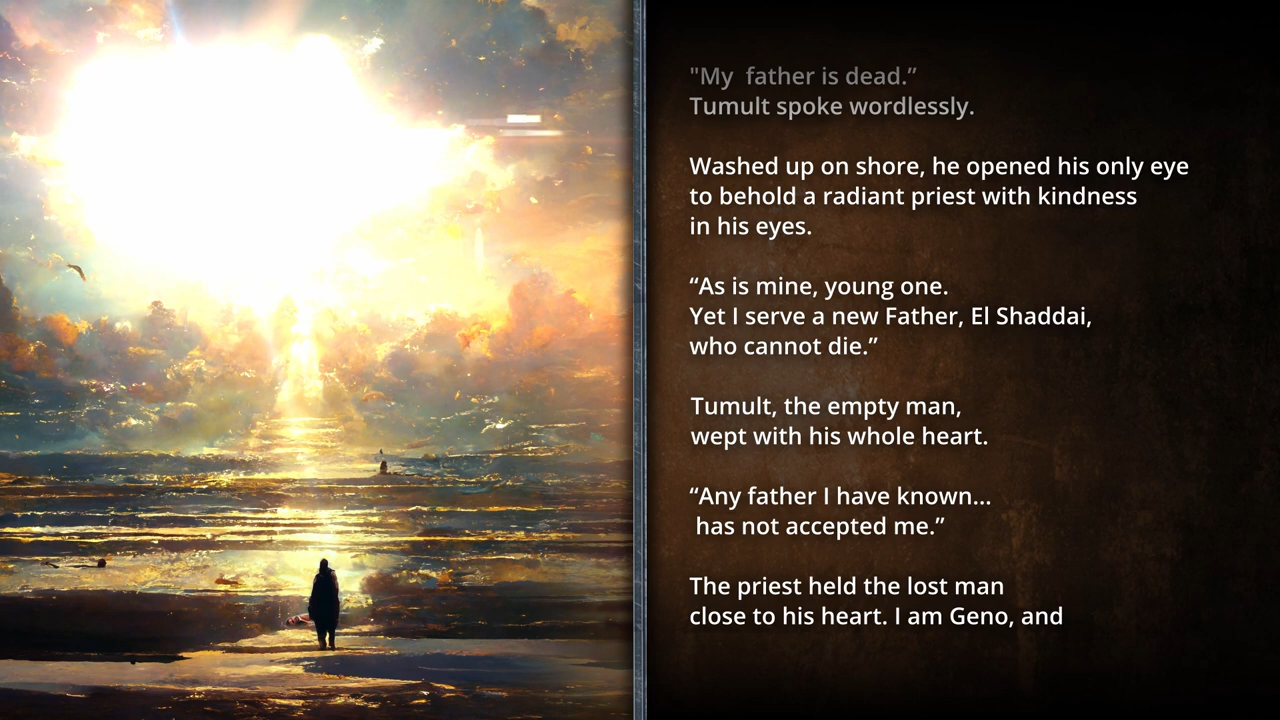 "My  father is dead.”
Tumult spoke wordlessly.
Washed up on shore, he opened his only eye
to behold a radiant priest with kindness
in his eyes.
“As is mine, young one.
Yet I serve a new Father, El Shaddai,
who cannot die.”
Tumult, the empty man,
wept with his whole heart.
“Any father I have known...
has not accepted me.”
The priest held the lost man
close to his heart. I am Geno, and